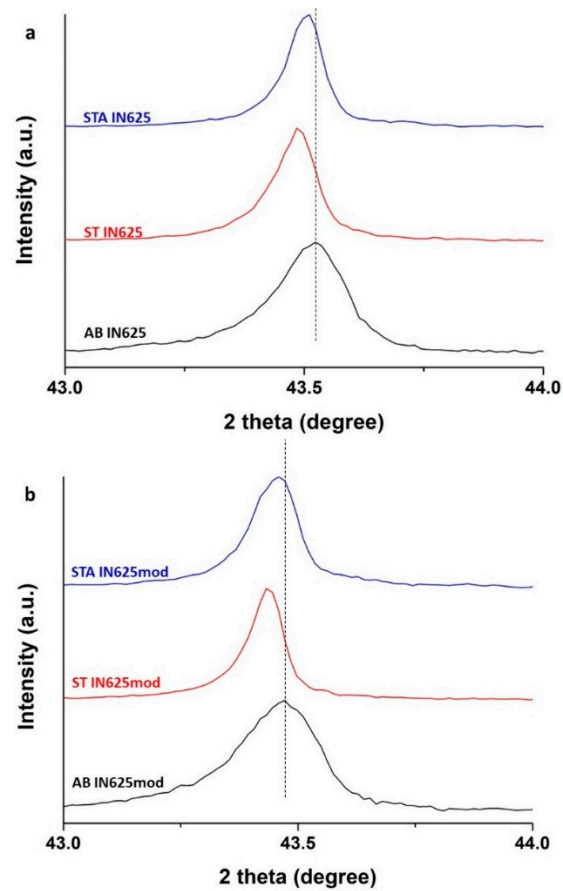 a
STA IN625
ST IN625
AB IN625
Intensity (a.u.)
43.0
43.5
44.0
2 theta (degree)
b
STA IN625mod
ST IN625mod
AB IN625mod
Intensity (a.u.)
43.0
43.5
44.0
2 theta (degree)